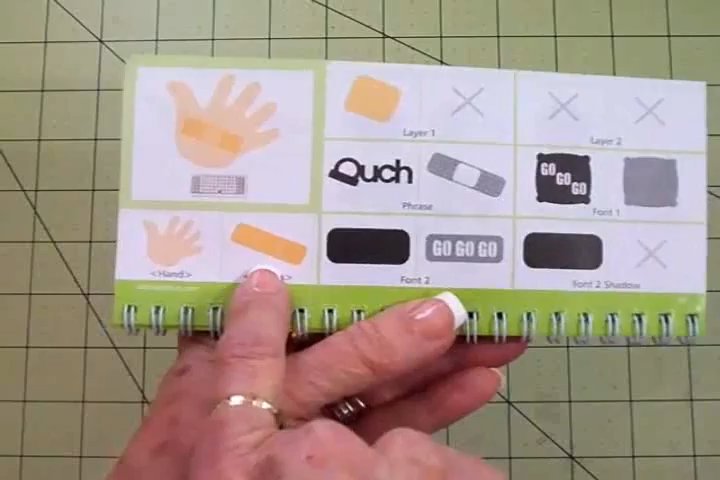 Layer 1
Layer 2
Ouch
Phrase
GO
GO
GO
Font 1
<Hand>
GO GO GO
Font 2
Font 2 Shadow